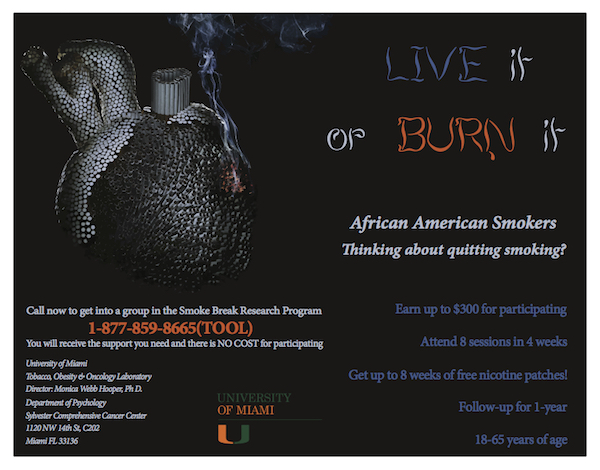 LIVE it
or BURN it
African American Smokers
Thinking about quitting smoking?
Call now to get into a group in the Smoke Break Research Program
1-877-859-8665(TOOL)
You will receive the support you need and there is NO COST for participating
University of Miami
Tobacco, Obesity & Oncology Laboratory
Director: Monica Webb Hooper, Ph D.
Department of Psychology
Sylvester Comprehensive Cancer Center
1120 NW 14th St, C202
Miami FL 33136
UNIVERSITY
OF MIAMI
U
Earn up to $300 for participating
Attend 8 sessions in 4 weeks
Get up to 8 weeks of free nicotine patches!
Follow-up for 1-year
18-65 years of age